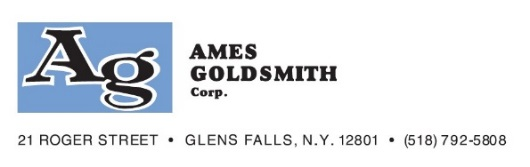 Ag
AMES
GOLDSMITH
Corp.
21 ROGER STREET • GLENS FALLS, N.Y. 12801 • (518) 792-5808